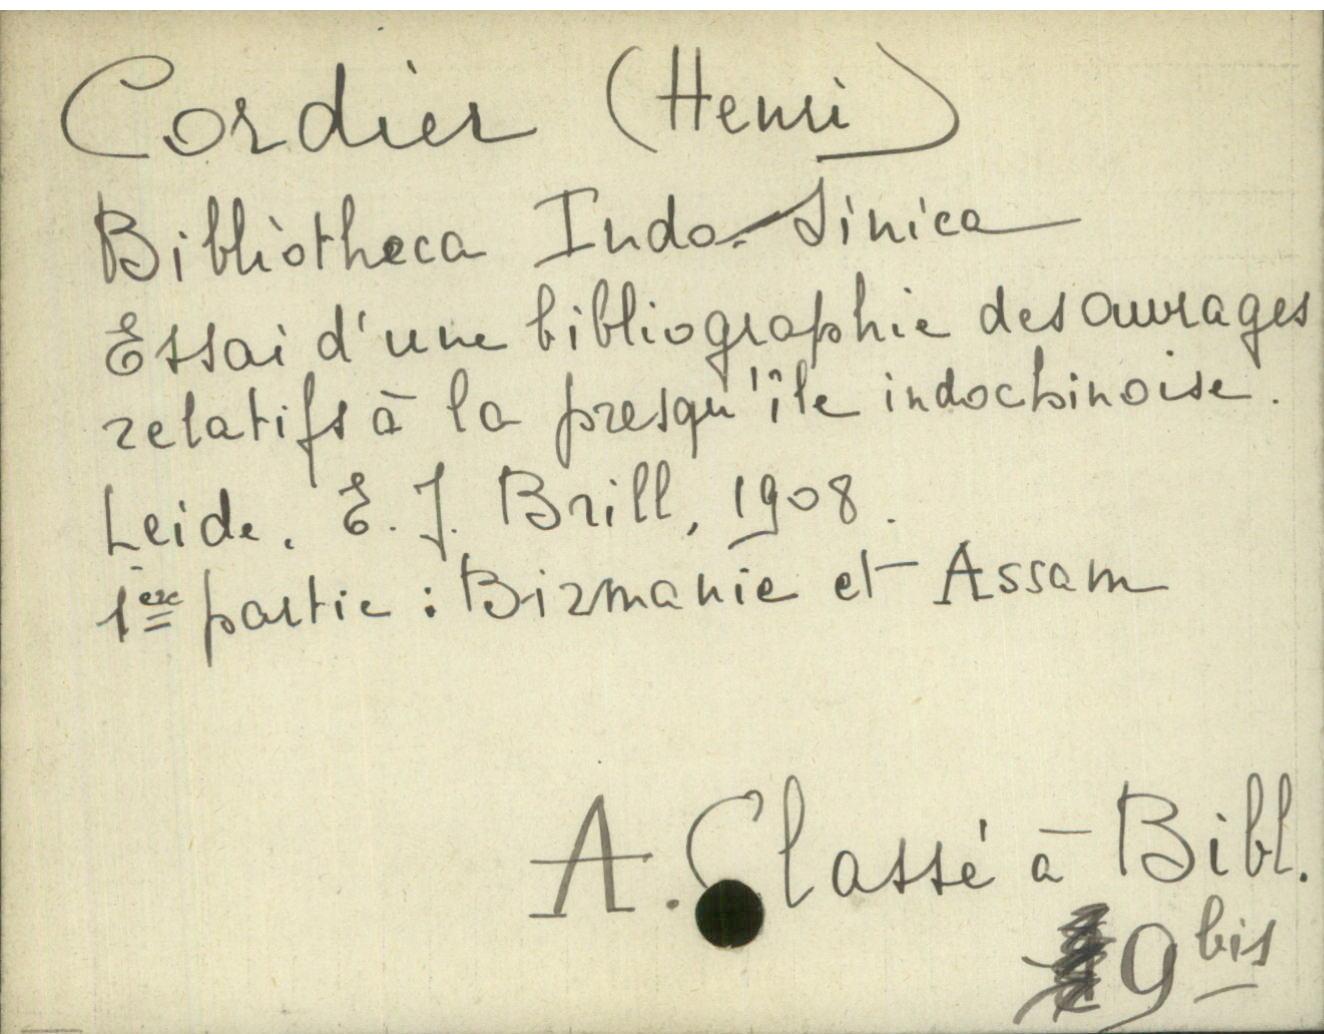 Cordier (Henri)
Bibliotheca Indo-Sinica
Essai d'une bibliographie des ouvrages
relatifs à la presqu'île indochinoise.
Leide. E. J. Brill, 1908.
1ère partie : Birmanie et Assam
A. Classé à Bibl.
9 bis